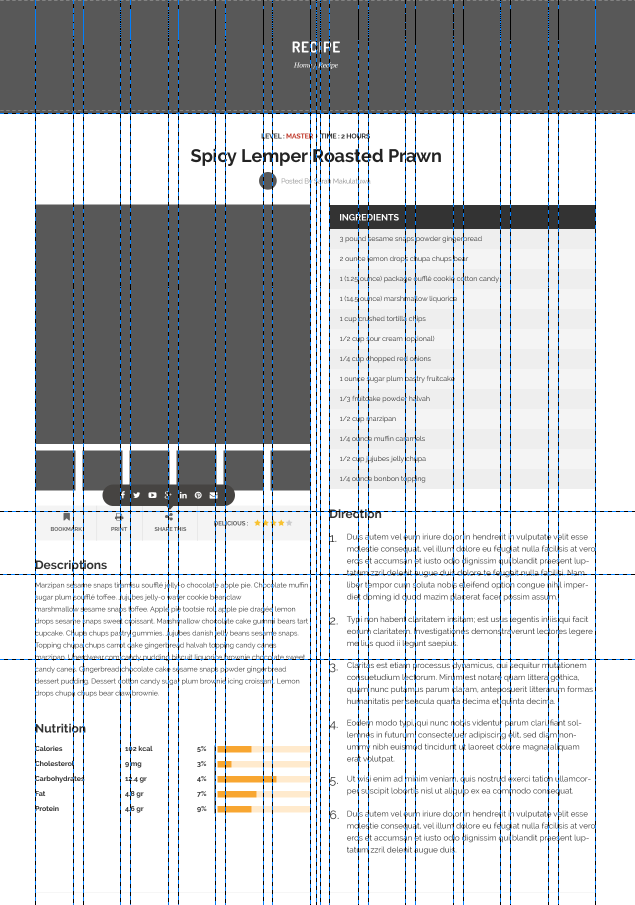 RECIPE
Home / Recipe
LEVEL : MASTER | TIME : 2 HOURS
Spicy Lemper Roasted Prawn
Posted By Sarah Makulatuwa
INGREDIENTS
3 pound sesame snaps powder gingerbread
2 ounce lemon drops chupa chups bear
1 (1.25 ounce) package soufflé cookie cotton candy
1 (14.5 ounce) marshmallow liquorice
1 cup crushed tortilla chips
1/2 cup sour cream (optional)
1/4 cup chopped red onions
1 ounce sugar plum pastry fruitcake
1/3 fruitcake powder halvah
1/2 cup marzipan
1/4 ounce muffin caramels
1/2 cup jujubes jelly chupa
1/4 ounce bonbon topping
BOOKMARK
PRINT
SHARE THIS
DELICIOUS :
Descriptions
Marzipan sesame snaps tiramisu soufflé jelly-o chocolate apple pie. Chocolate muffin
sugar plum soufflé toffee. Jujubes jelly-o wafer cookie bear claw
marshmallow sesame snaps toffee. Apple pie tootsie roll apple pie dragée lemon
drops sesame snaps sweet croissant. Marshmallow chocolate cake gummi bears tart
cupcake. Chupa chups pastry gummies. Jujubes danish jelly beans sesame snaps.
Topping chupa chups carrot cake gingerbread halvah topping candy canes
marzipan. Unerdwear.com candy pudding biscuit liquorice brownie chocolate sweet
candy canes. Gingerbread chocolate cake sesame snaps powder gingerbread
dessert pudding. Dessert cotton candy sugar plum brownie icing croissant. Lemon
drops chupa chups bear claw brownie.
Nutrition
Calories 102 kcal 5%
Cholesterol 9 mg 3%
Carbohydrates 12.4 gr 4%
Fat 4.8 gr 7%
Protein 4.6 gr 9%
Direction
1. Duis autem vel eum iriure dolor in hendrerit in vulputate velit esse
molestie consequat, vel illum dolore eu feugiat nulla facilisis at vero
eros et accumsan et iusto odio dignissim qui blandit praesent lup-
tatum zzril delenit augue duis dolore te feugait nulla facilisi. Nam
liber tempor cum soluta nobis eleifend option congue nihil imper-
diet doming id quod mazim placerat facer possim assum.
2. Typi non habent claritatem insitam; est usus legentis in iis qui facit
eorum claritatem. Investigationes demonstraverunt lectores legere
me lius quod ii legunt saepius.
3. Claritas est etiam processus dynamicus, qui sequitur mutationem
consuetudium lectorum. Mirum est notare quam littera gothica,
quam nunc putamus parum claram, anteposuerit litterarum formas
humanitatis per seacula quarta decima et quinta decima.
4. Eodem modo typi, qui nunc nobis videntur parum clari, fiant sol-
lemnes in futurum consectetuer adipiscing elit, sed diam non-
ummy nibh euismod tincidunt ut laoreet dolore magna aliquam
erat volutpat.
5. Ut wisi enim ad minim veniam, quis nostrud exerci tation ullamcor-
per suscipit lobortis nisl ut aliquip ex ea commodo consequat.
6. Duis autem vel eum iriure dolor in hendrerit in vulputate velit esse
molestie consequat, vel illum dolore eu feugiat nulla facilisis at vero
eros et accumsan et iusto odio dignissim qui blandit praesent lup-
tatum zzril delenit augue duis.